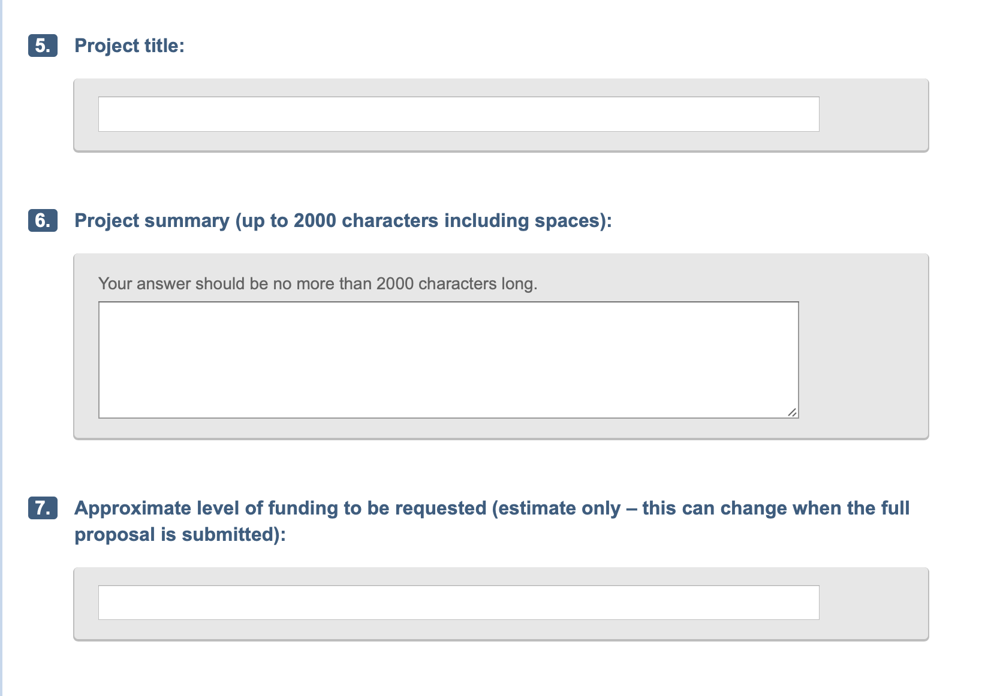 5. Project title:
6. Project summary (up to 2000 characters including spaces):
Your answer should be no more than 2000 characters long.
7. Approximate level of funding to be requested (estimate only – this can change when the full
proposal is submitted):